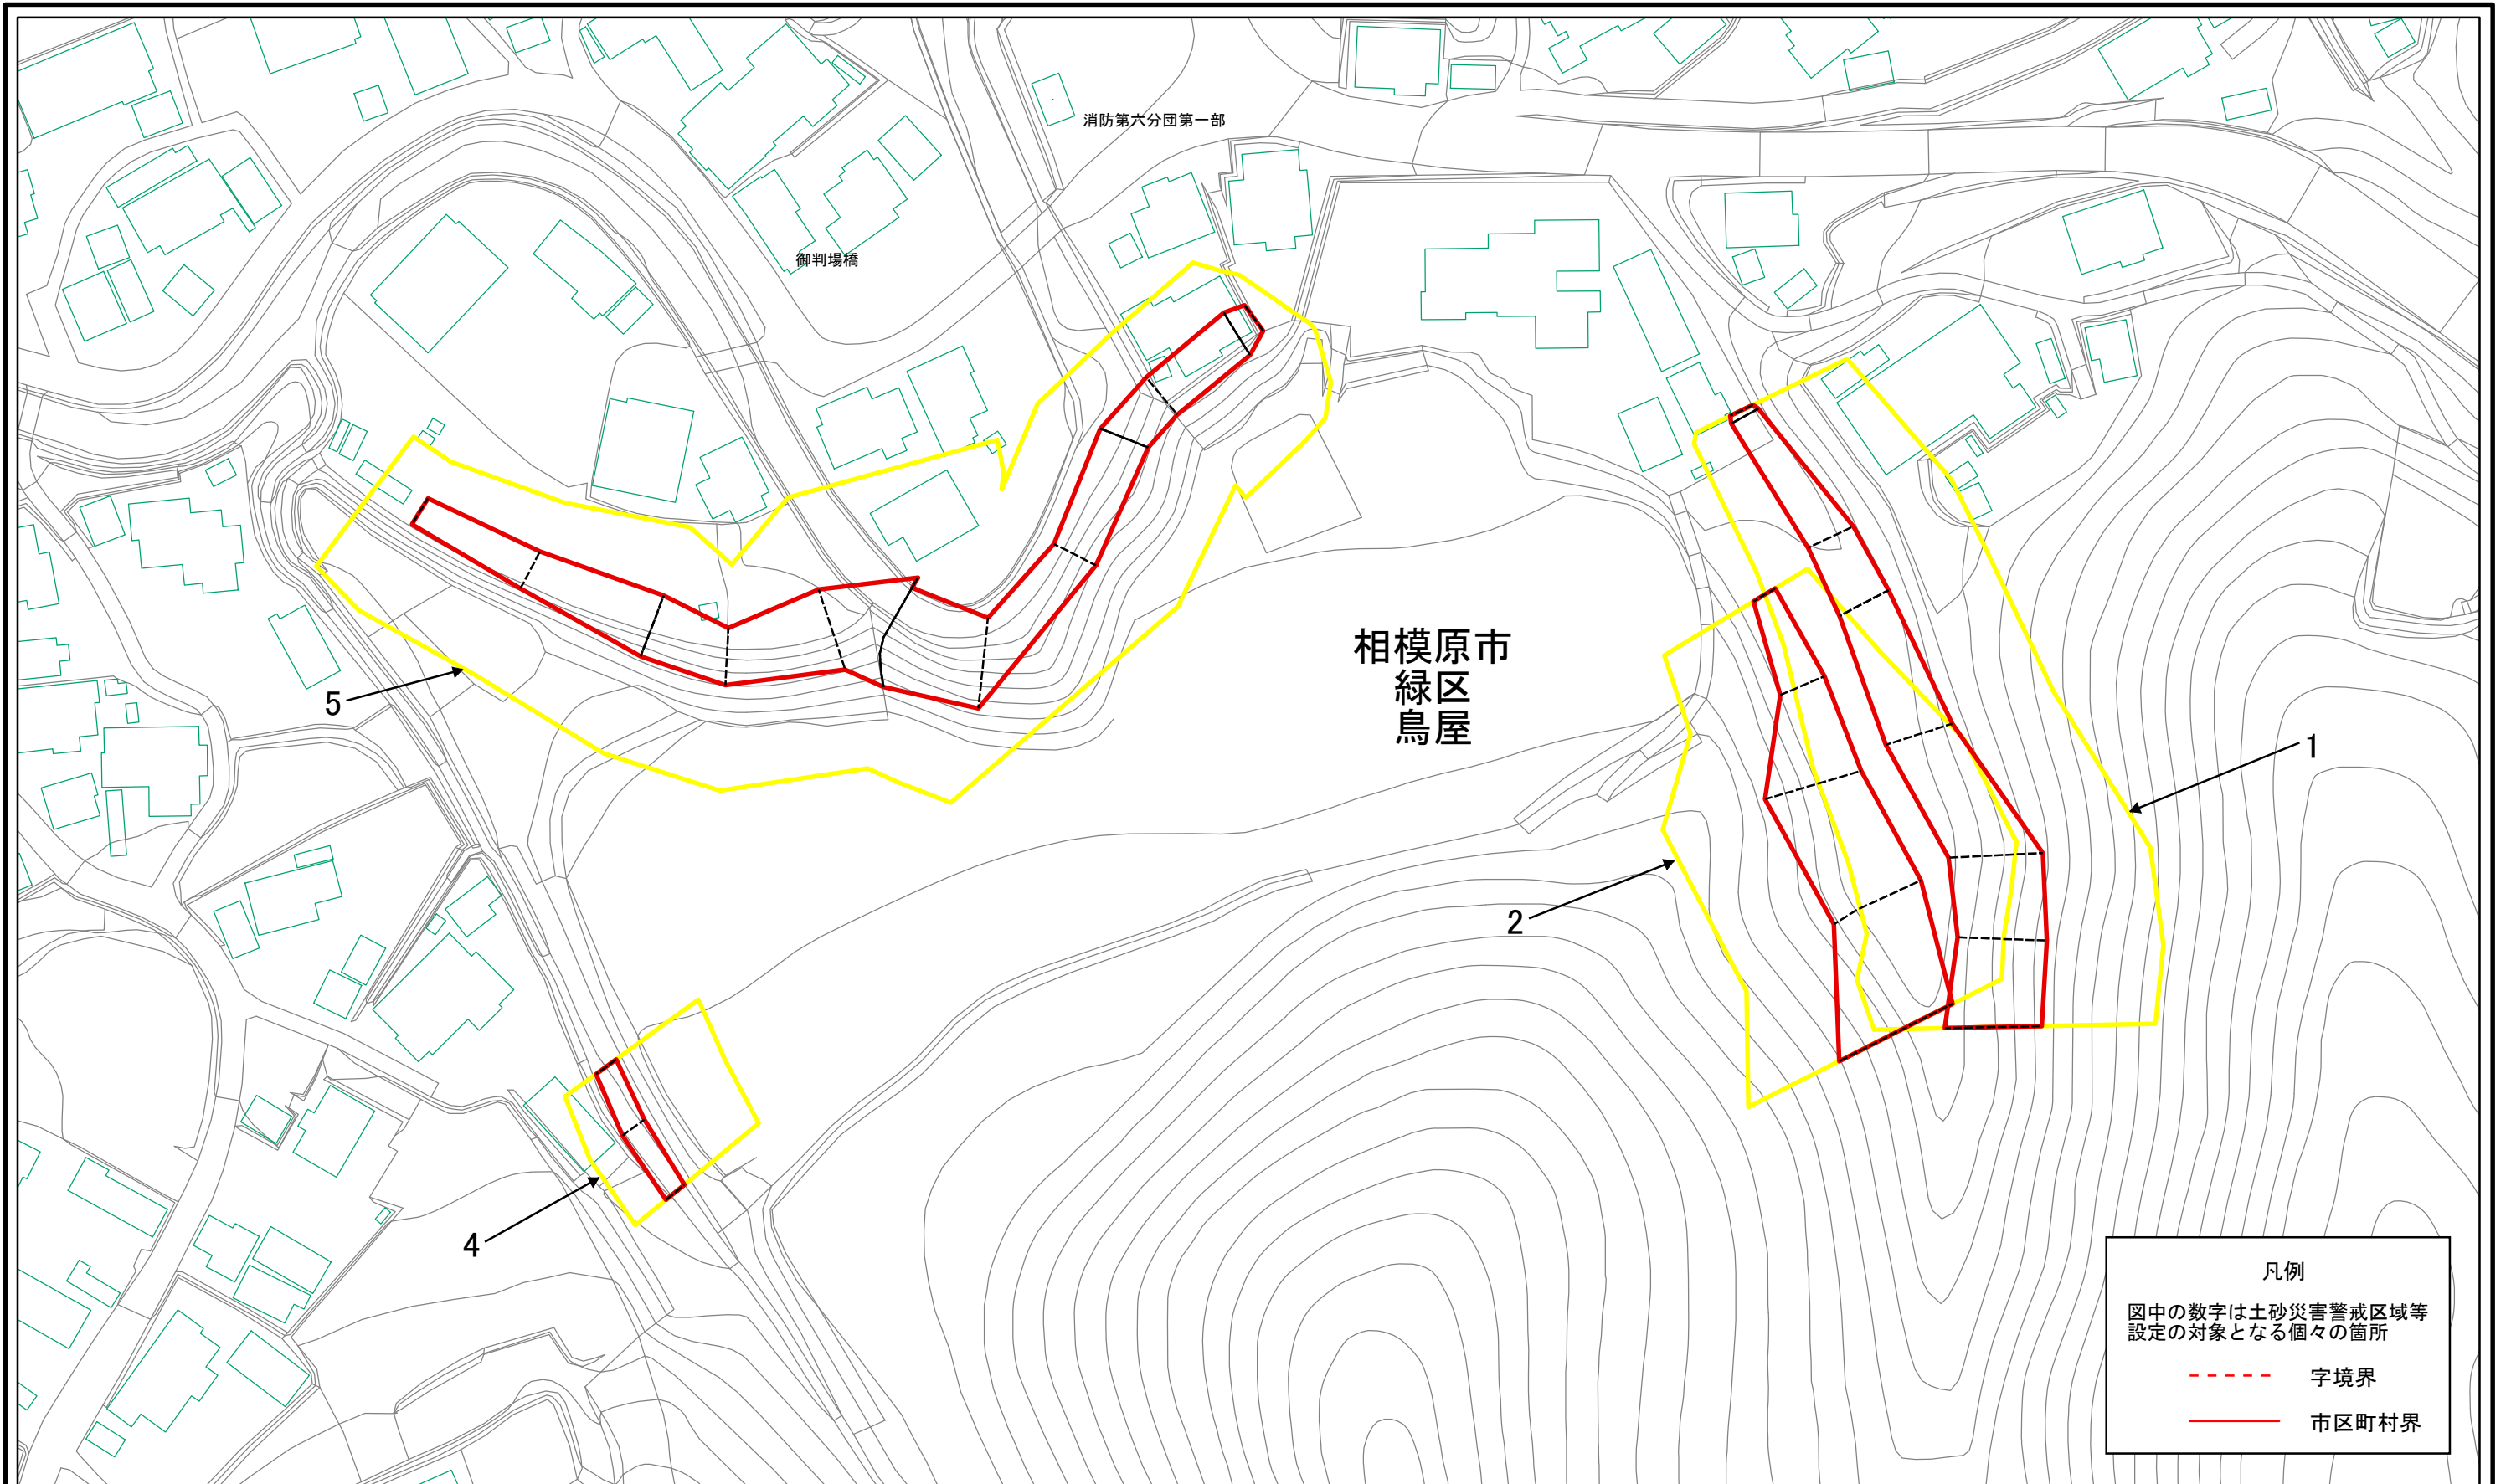 消防第六分団第一部
御判場橋
相模原市
緑区
鳥屋
5
1
2
4
凡例
図中の数字は土砂災害警戒区域等
設定の対象となる個々の箇所
字境界
市区町村界